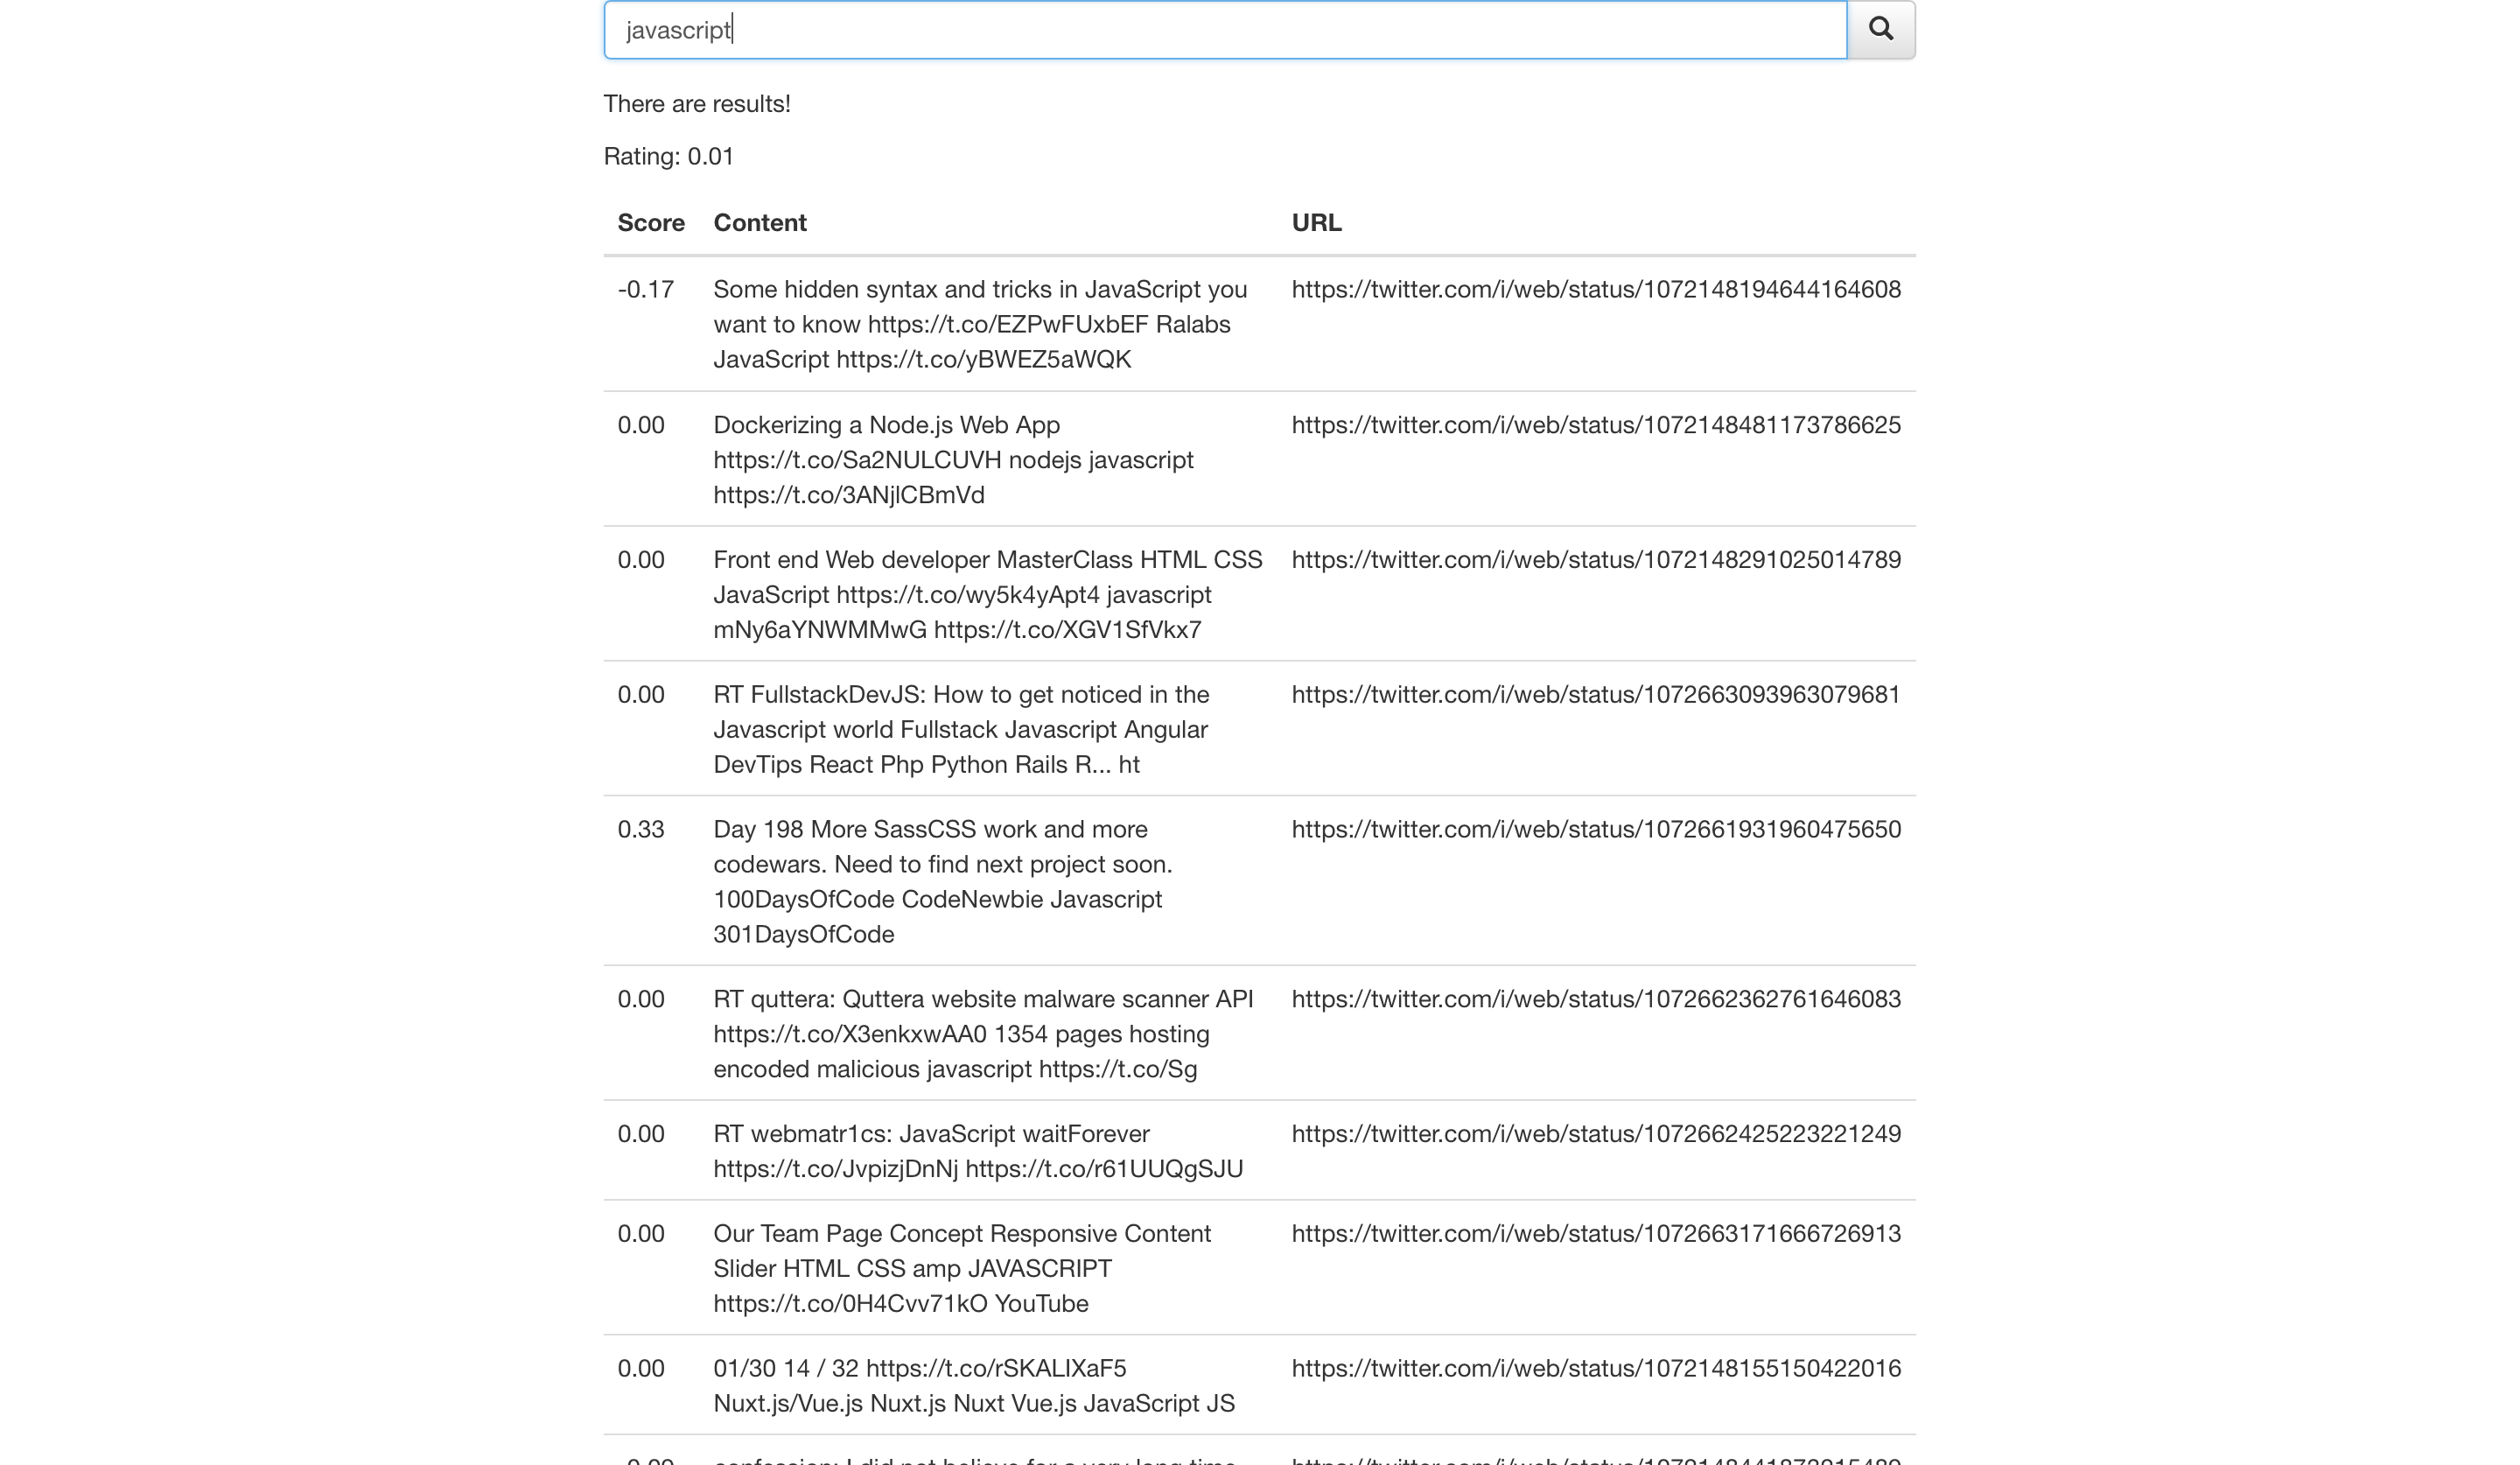 javascript
There are results!
Rating: 0.01
Score Content URL
-0.17 Some hidden syntax and tricks in JavaScript you https://twitter.com/i/web/status/1072148194644164608
want to know https://t.co/EZPwFUxbEF Ralabs
JavaScript https://t.co/yBWEZ5aWQK
0.00 Dockerizing a Node.js Web App https://twitter.com/i/web/status/1072148481173786625
https://t.co/Sa2NULCUVH nodejs javascript
https://t.co/3ANjlCBmVd
0.00 Front end Web developer MasterClass HTML CSS https://twitter.com/i/web/status/1072148291025014789
JavaScript https://t.co/wy5k4yApt4 javascript
mNy6aYNWMMwG https://t.co/XGV1SfVkx7
0.00 RT FullstackDevJS: How to get noticed in the https://twitter.com/i/web/status/1072663093963079681
Javascript world Fullstack Javascript Angular
DevTips React Php Python Rails R... ht
0.33 Day 198 More SassCSS work and more https://twitter.com/i/web/status/1072661931960475650
codewars. Need to find next project soon.
100DaysOfCode CodeNewbie Javascript
301DaysOfCode
0.00 RT quttera: Quttera website malware scanner API https://twitter.com/i/web/status/1072662362761646083
https://t.co/X3enkxwAA0 1354 pages hosting
encoded malicious javascript https://t.co/Sg
0.00 RT webmatr1cs: JavaScript waitForever https://twitter.com/i/web/status/1072662425223221249
https://t.co/JvpizjDnNj https://t.co/r61UUQgSJU
0.00 Our Team Page Concept Responsive Content https://twitter.com/i/web/status/1072663171666726913
Slider HTML CSS amp JAVASCRIPT
https://t.co/0H4Cvv71kO YouTube
0.00 01/30 14 / 32 https://t.co/rSKALIXaF5 https://twitter.com/i/web/status/1072148155150422016
Nuxt.js/Vue.js Nuxt.js Nuxt Vue.js JavaScript JS
confession: I did not believe for a very long time